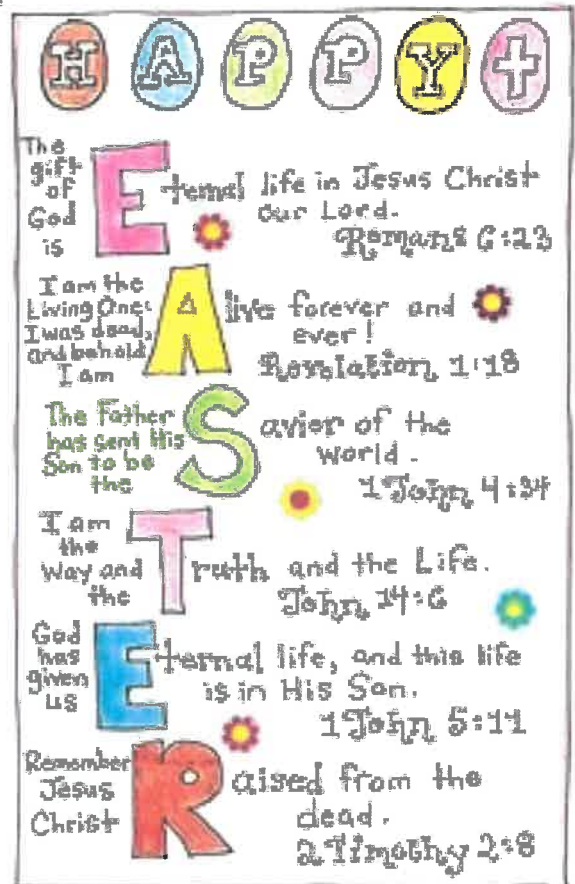 HAPPY
The
gift
of
God
is
Eternal life in Jesus Christ
our Lord.
Romans 6:23
I am the
Living One:
I was dead,
and behold
I am
Alive forever and
ever!
Revelation 1:18
The Father
has sent His
Son to be
the
Savior of the
world.
1 John 4:34
I am
the
Way and
the
Truth and the Life.
John 14:6
God
has
given
us
Eternal life, and this life
is in His Son.
1 John 5:11
Remember
Jesus
Christ
Raised from the
dead.
2 Timothy 2:8